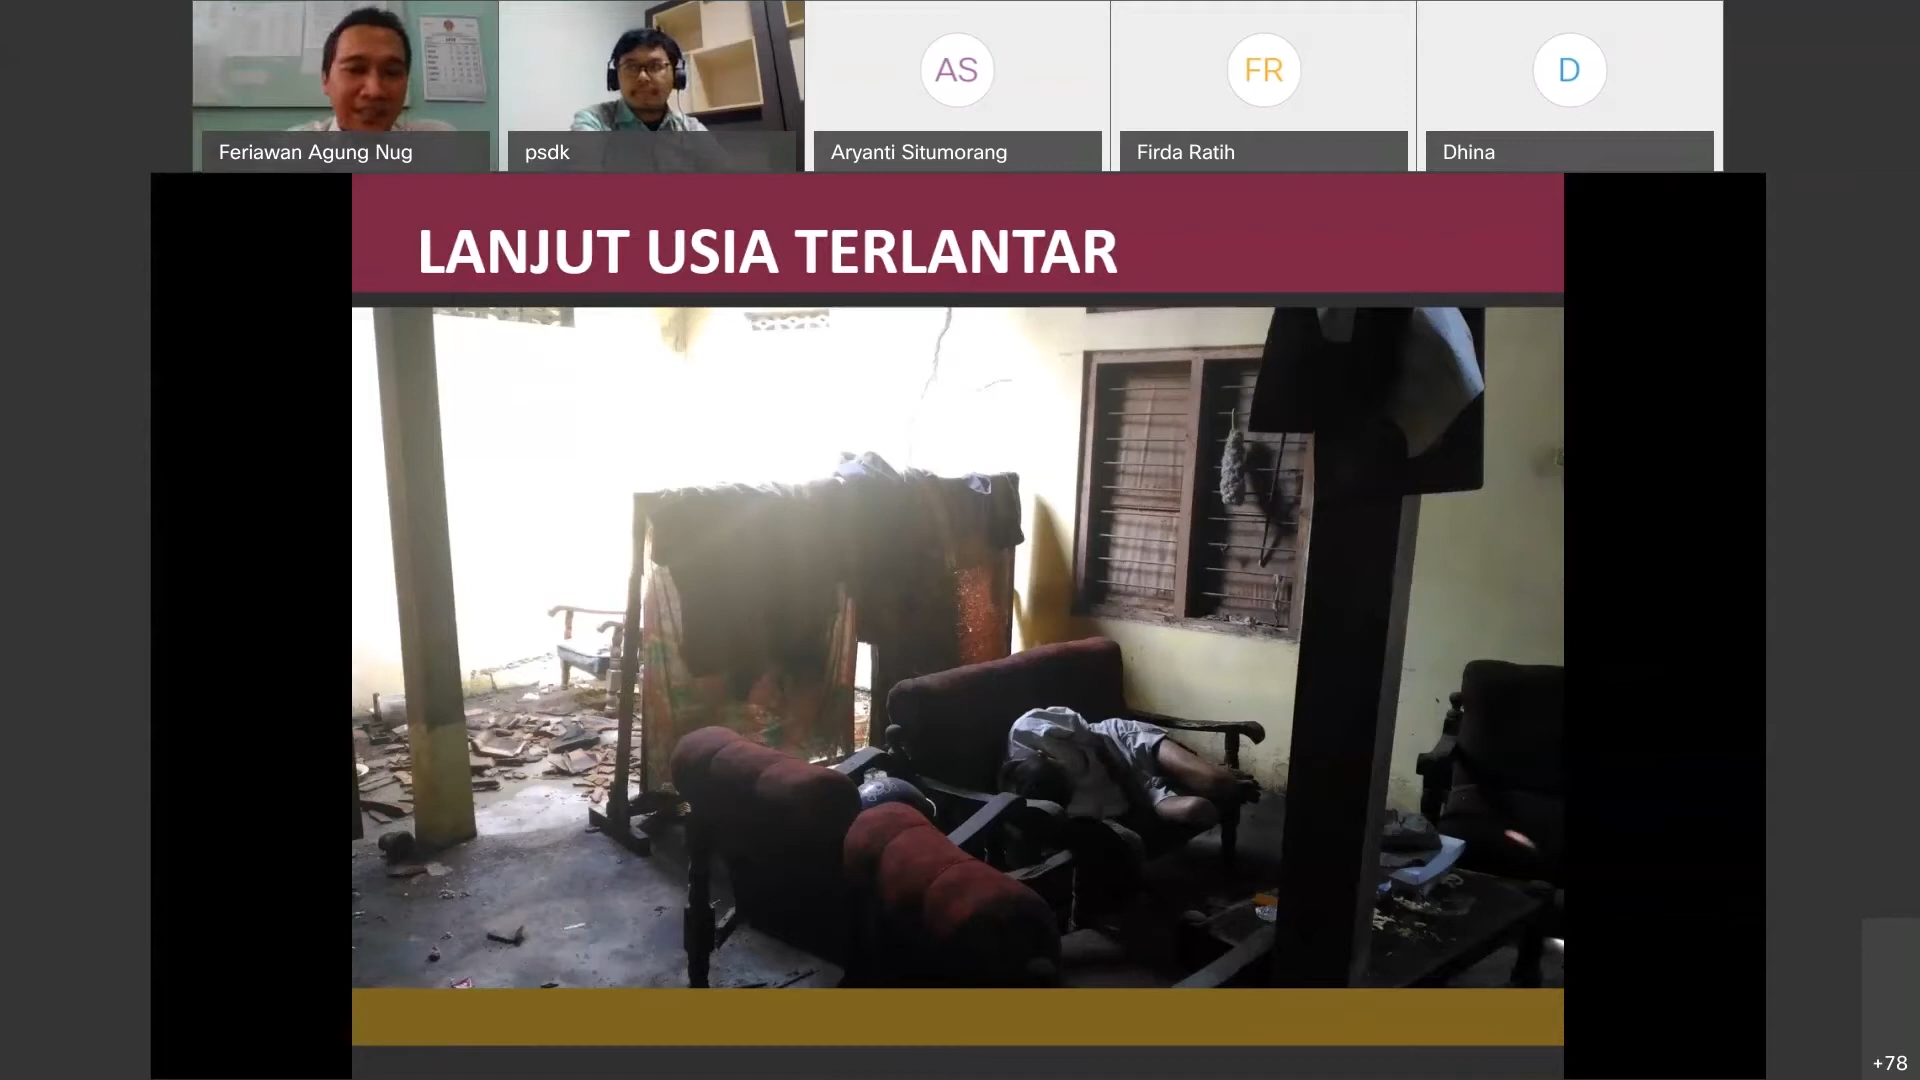 AS
FR
D
Feriawan Agung Nug
psdk
Aryanti Situmorang
Firda Ratih
Dhina
LANJUT USIA TERLANTAR
+78